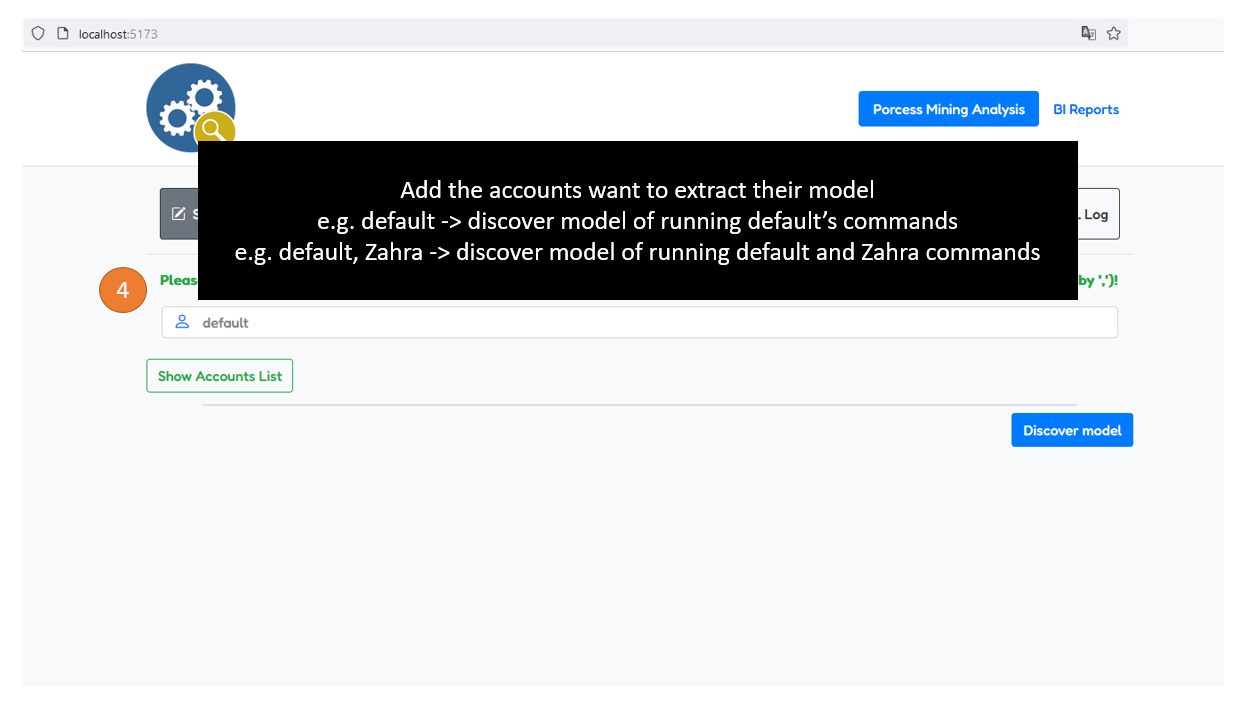 localhost:5173
Porcess Mining Analysis
BI Reports
Add the accounts want to extract their model
e.g. default -> discover model of running default’s commands
e.g. default, Zahra -> discover model of running default and Zahra commands
Log
4
by ',')!
default
Show Accounts List
Discover model